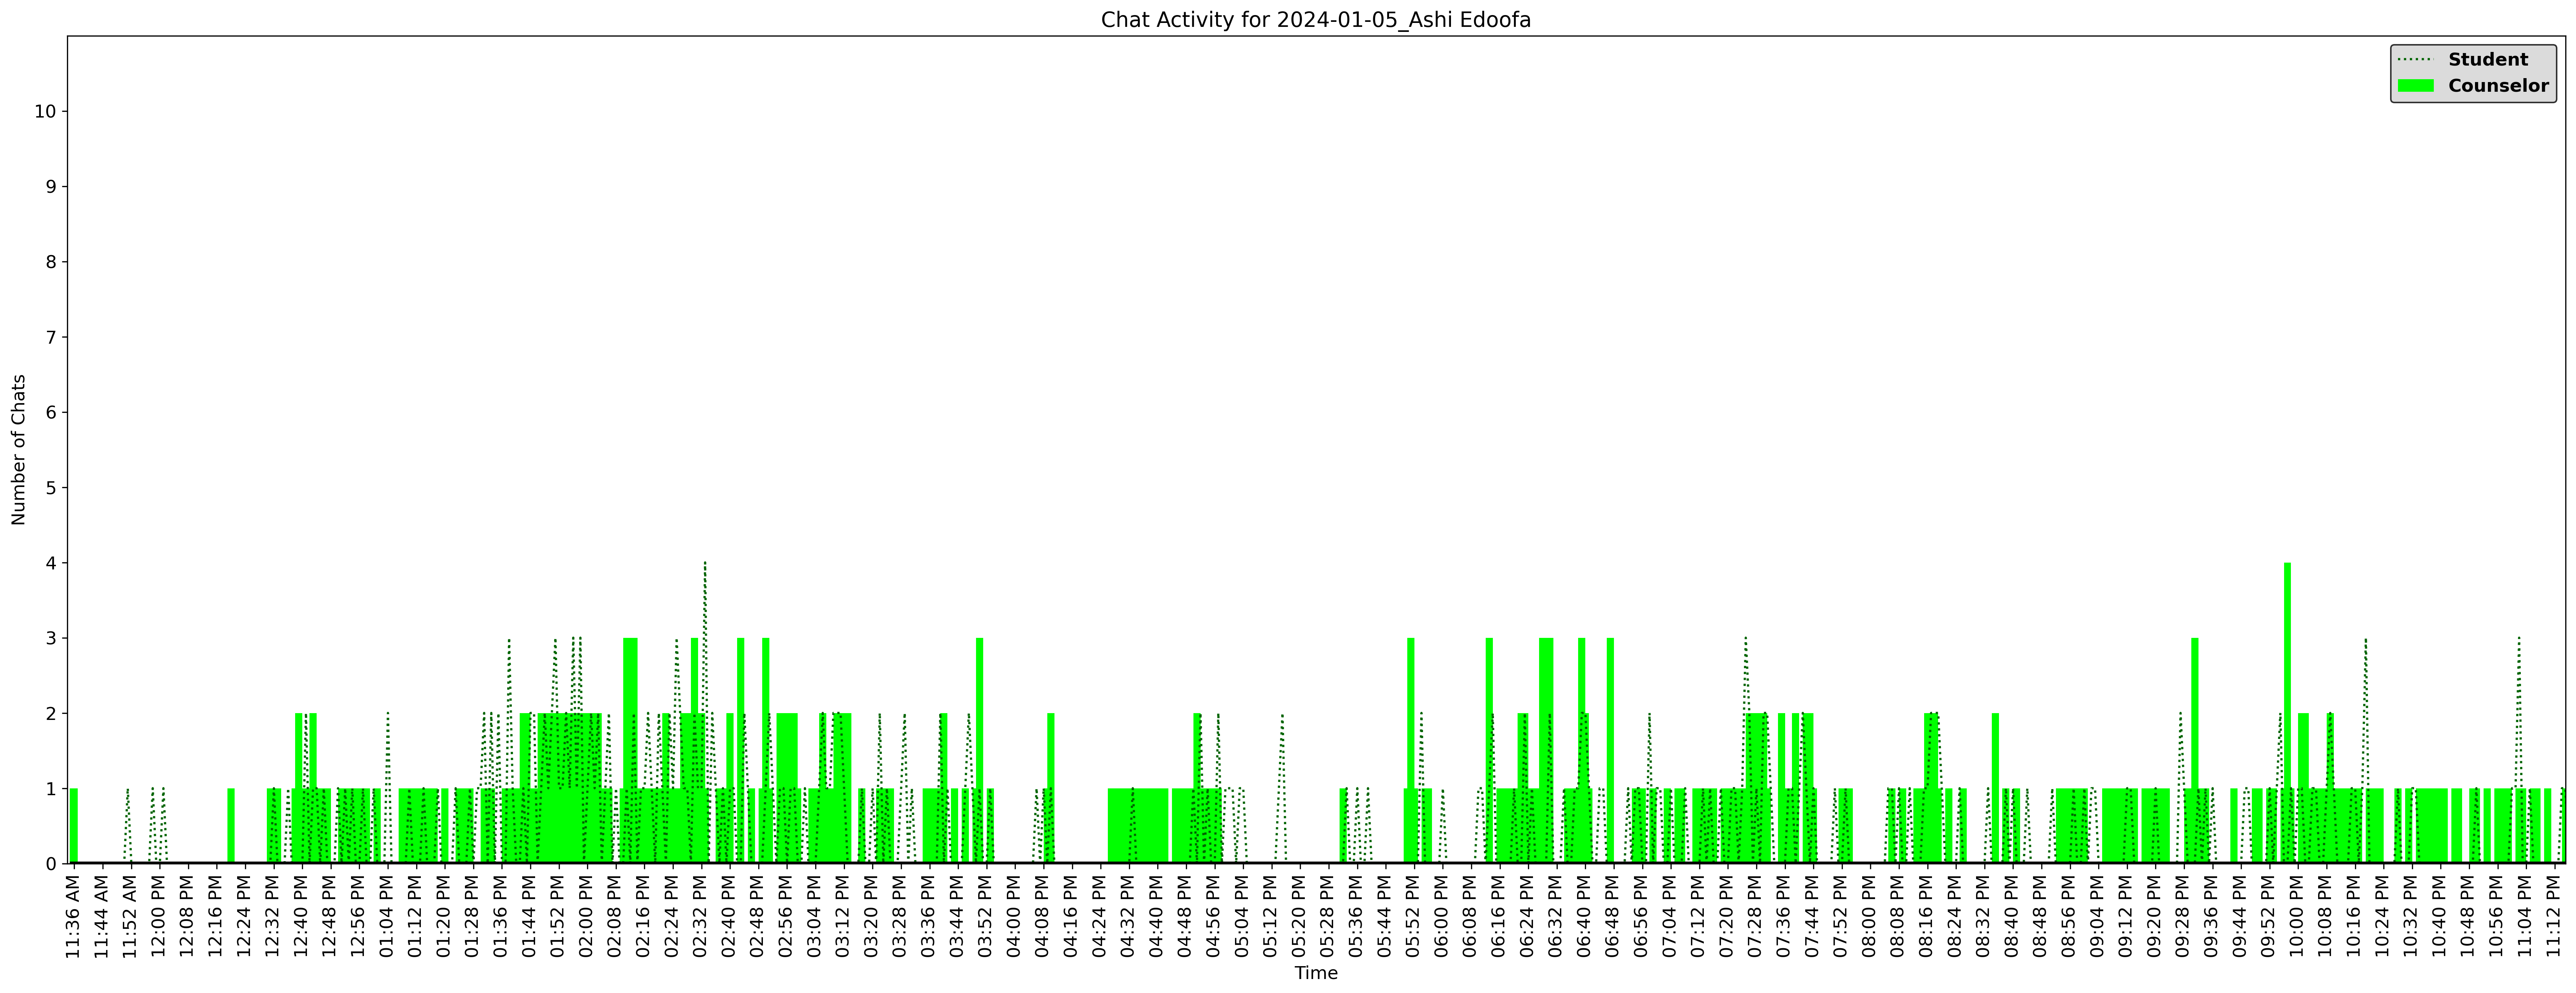 Chat Activity for 2024-01-05_Ashi Edoofa
Student
Counselor
Number of Chats
10
9
8
7
6
5
4
3
2
1
0
11:36 AM
11:44 AM
11:52 AM
12:00 PM
12:08 PM
12:16 PM
12:24 PM
12:32 PM
12:40 PM
12:48 PM
12:56 PM
01:04 PM
01:12 PM
01:20 PM
01:28 PM
01:36 PM
01:44 PM
01:52 PM
02:00 PM
02:08 PM
02:16 PM
02:24 PM
02:32 PM
02:40 PM
02:48 PM
02:56 PM
03:04 PM
03:12 PM
03:20 PM
03:28 PM
03:36 PM
03:44 PM
03:52 PM
04:00 PM
04:08 PM
04:16 PM
04:24 PM
04:32 PM
04:40 PM
04:48 PM
04:56 PM
05:04 PM
05:12 PM
05:20 PM
05:28 PM
05:36 PM
05:44 PM
05:52 PM
06:00 PM
06:08 PM
06:16 PM
06:24 PM
06:32 PM
06:40 PM
06:48 PM
06:56 PM
07:04 PM
07:12 PM
07:20 PM
07:28 PM
07:36 PM
07:44 PM
07:52 PM
08:00 PM
08:08 PM
08:16 PM
08:24 PM
08:32 PM
08:40 PM
08:48 PM
08:56 PM
09:04 PM
09:12 PM
09:20 PM
09:28 PM
09:36 PM
09:44 PM
09:52 PM
10:00 PM
10:08 PM
10:16 PM
10:24 PM
10:32 PM
10:40 PM
10:48 PM
10:56 PM
11:04 PM
11:12 PM
Time